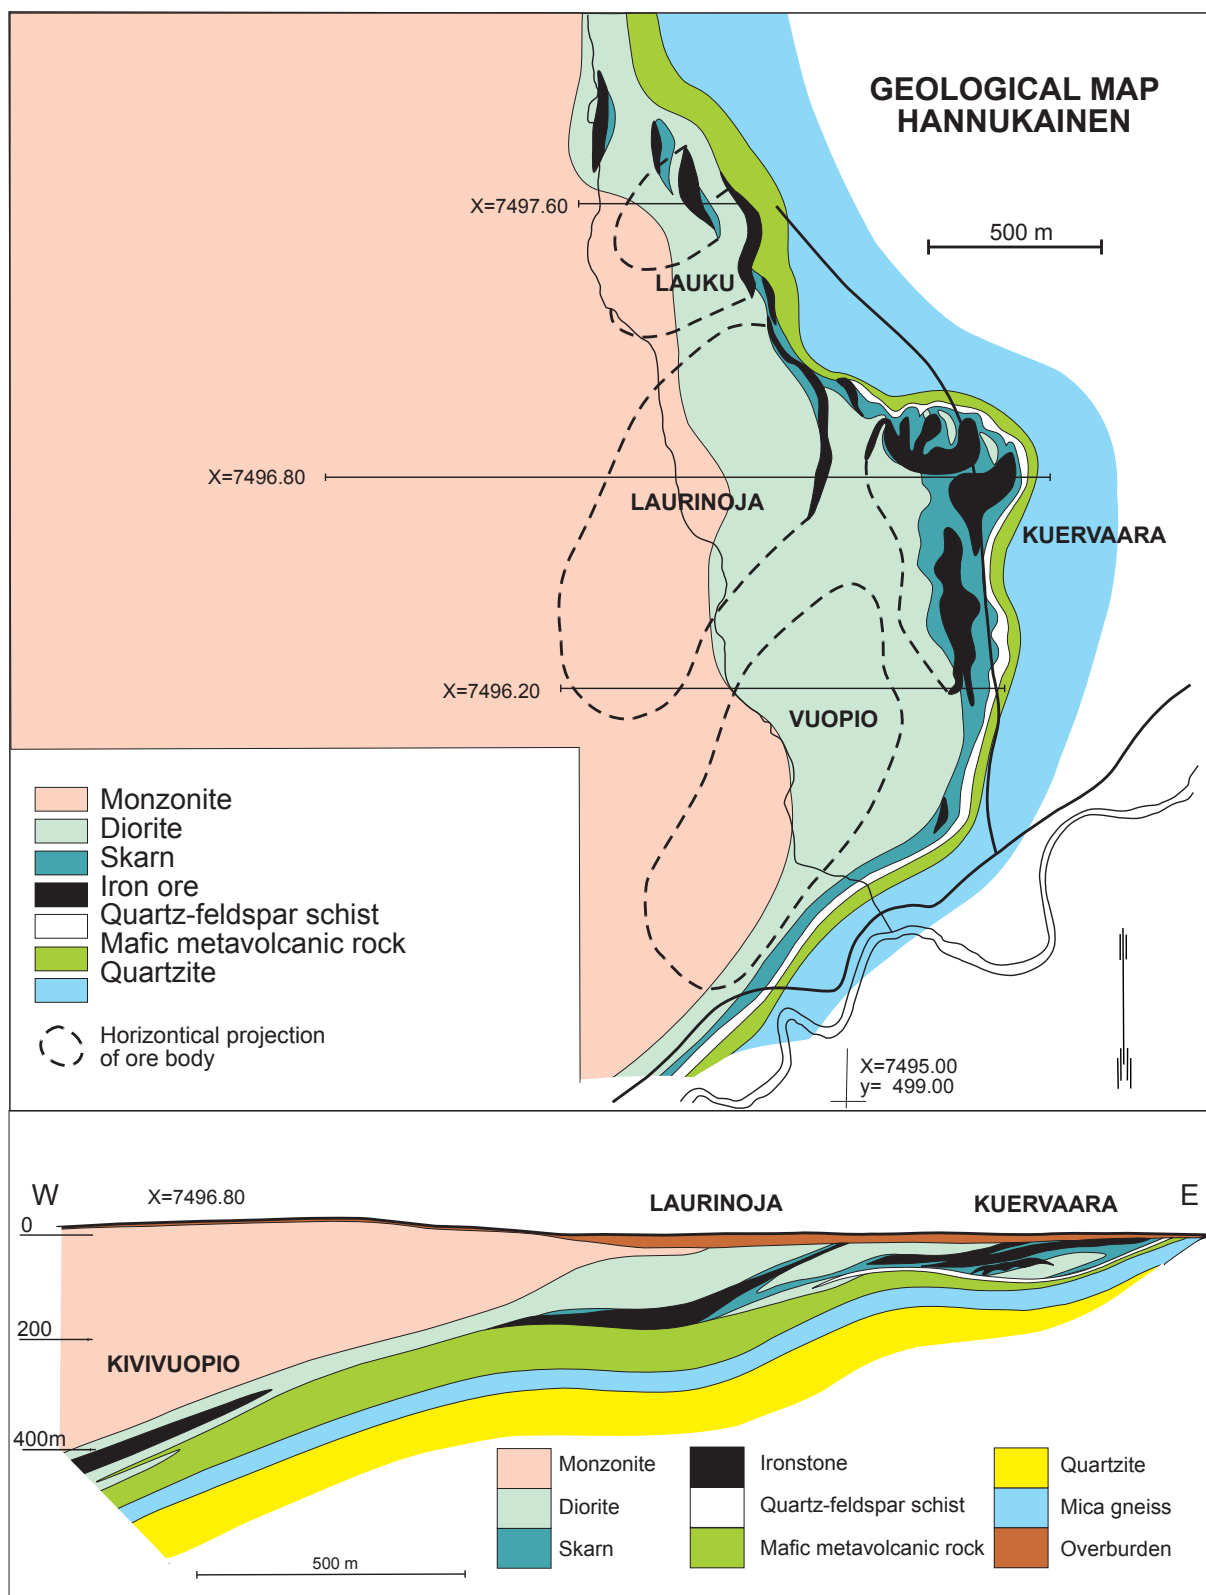 GEOLOGICAL MAP
HANNUKAINEN
X=7497.60
500 m
LAUKU
X=7496.80
LAURINOJA
KUERVAARA
X=7496.20
VUOPIO
Monzonite
Diorite
Skarn
Iron ore
Quartz-feldspar schist
Mafic metavolcanic rock
Quartzite
Horizontical projection
of ore body
X=7495.00
y= 499.00
W
X=7496.80
LAURINOJA
KUERVAARA
E
0
200
KIVIVUOPIO
400m
Monzonite
Ironstone
Quartzite
Diorite
Quartz-feldspar schist
Mica gneiss
Skarn
Mafic metavolcanic rock
Overburden
500 m